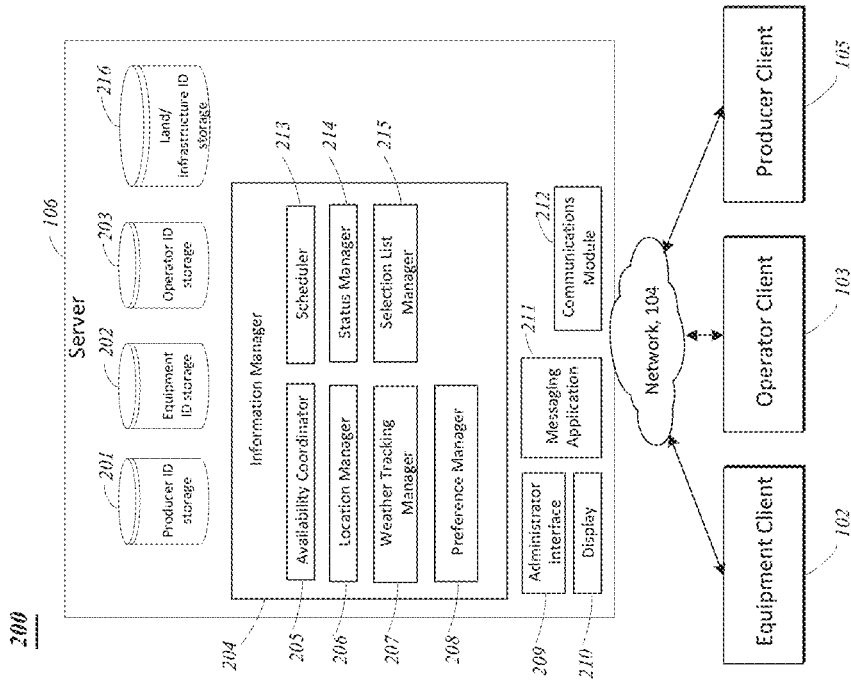 200
106
Server
201
Producer ID
storage
202
Equipment
ID storage
203
Operator ID
storage
216
Land/
Infrastructure ID
storage
204
Information Manager
205
Availability Coordinator
206
Location Manager
207
Weather Tracking
Manager
208
Preference Manager
Scheduler
213
Status Manager
214
Selection List
Manager
215
209
Administrator
Interface
210
Display
211
Messaging
Application
212
Communications
Module
Network, 104
Equipment Client
102
Operator Client
103
Producer Client
105